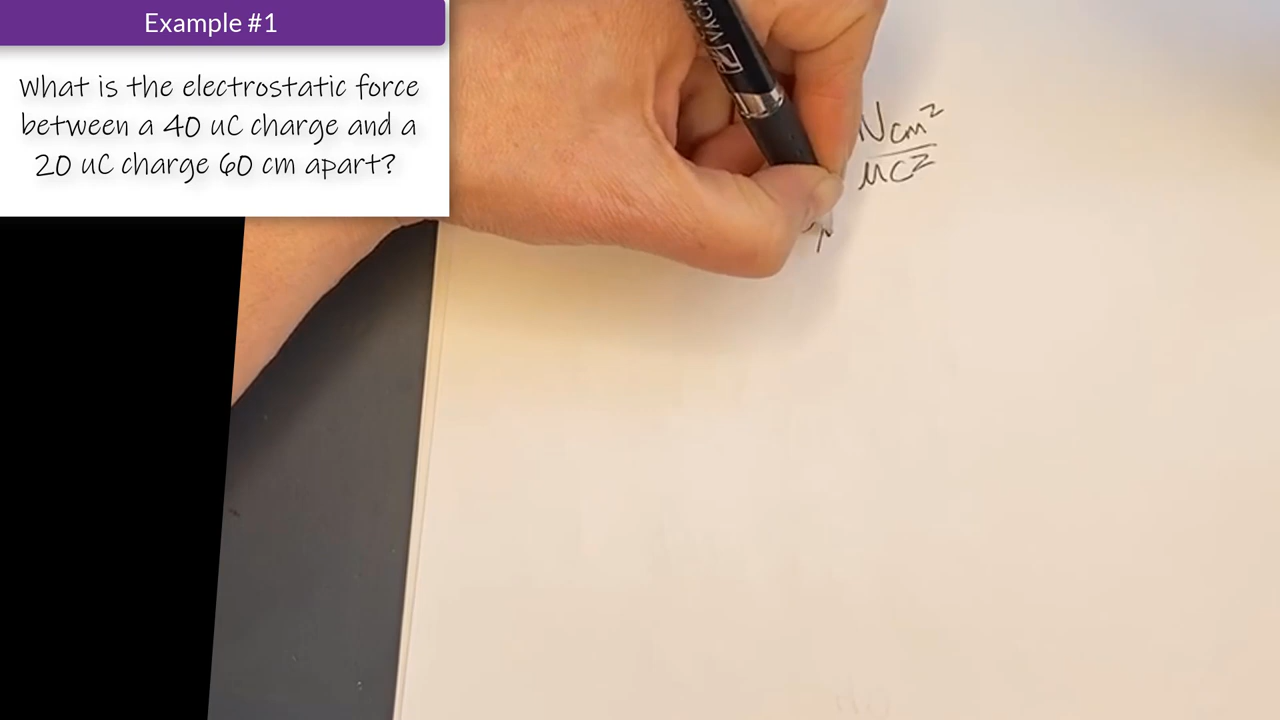 Example #1
What is the electrostatic force
between a 40 uC charge and a
20 uC charge 60 cm apart?
Ncm²
μC²